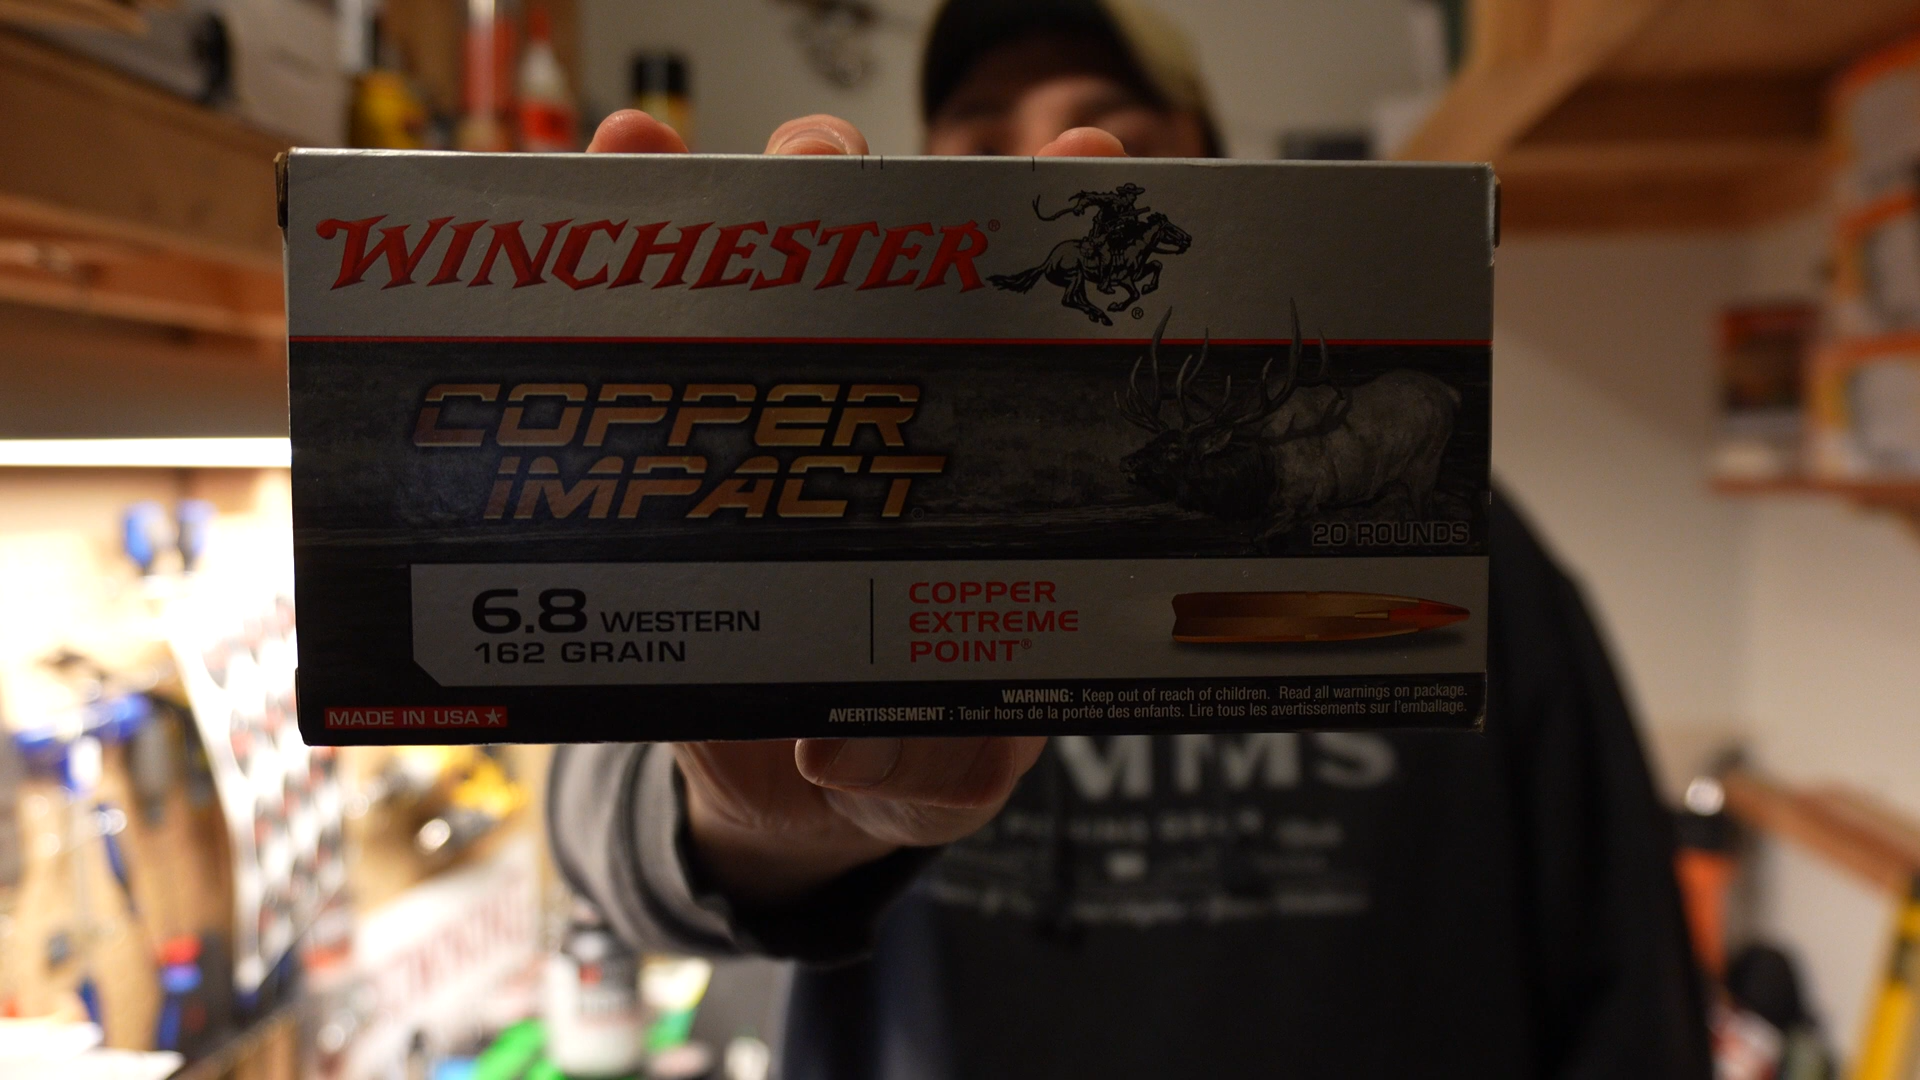 WINCHESTER®
®
COPPER
IMPACT
20 ROUNDS
6.8 WESTERN
162 GRAIN
COPPER
EXTREME
POINT®
WARNING: Keep out of reach of children. Read all warnings on package.
AVERTISSEMENT : Tenir hors de la portée des enfants. Lire tous les avertissements sur l'emballage.
MADE IN USA
MMS